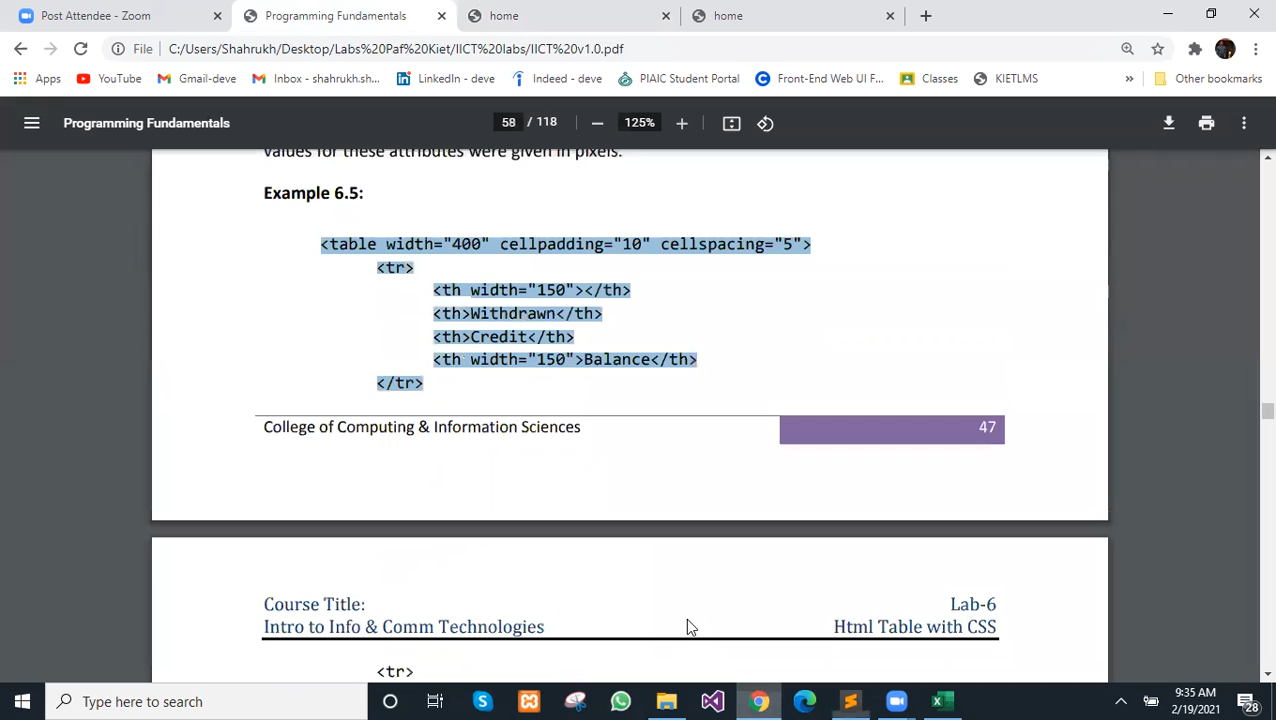 Post Attendee - Zoom
Programming Fundamentals
home
home
File
C:/Users/Shahrukh/Desktop/Labs%20Paf%20Kiet/IICT%20labs/IICT%20v1.0.pdf
Apps
YouTube
Gmail-deve
Inbox - shahrukh.sh...
LinkedIn - deve
Indeed - deve
PIAIC Student Portal
Front-End Web UI F...
Classes
KIETLMS
»
Other bookmarks
Programming Fundamentals
58 / 118
125%
values for these attributes were given in pixels.
Example 6.5:
<table width="400" cellpadding="10" cellspacing="5">
<tr>
<th width="150"></th>
<th>Withdrawn</th>
<th>Credit</th>
<th width="150">Balance</th>
</tr>
College of Computing & Information Sciences
47
Course Title:
Lab-6
Intro to Info & Comm Technologies
Html Table with CSS
<tr>
Type here to search
9:35 AM
2/19/2021
28